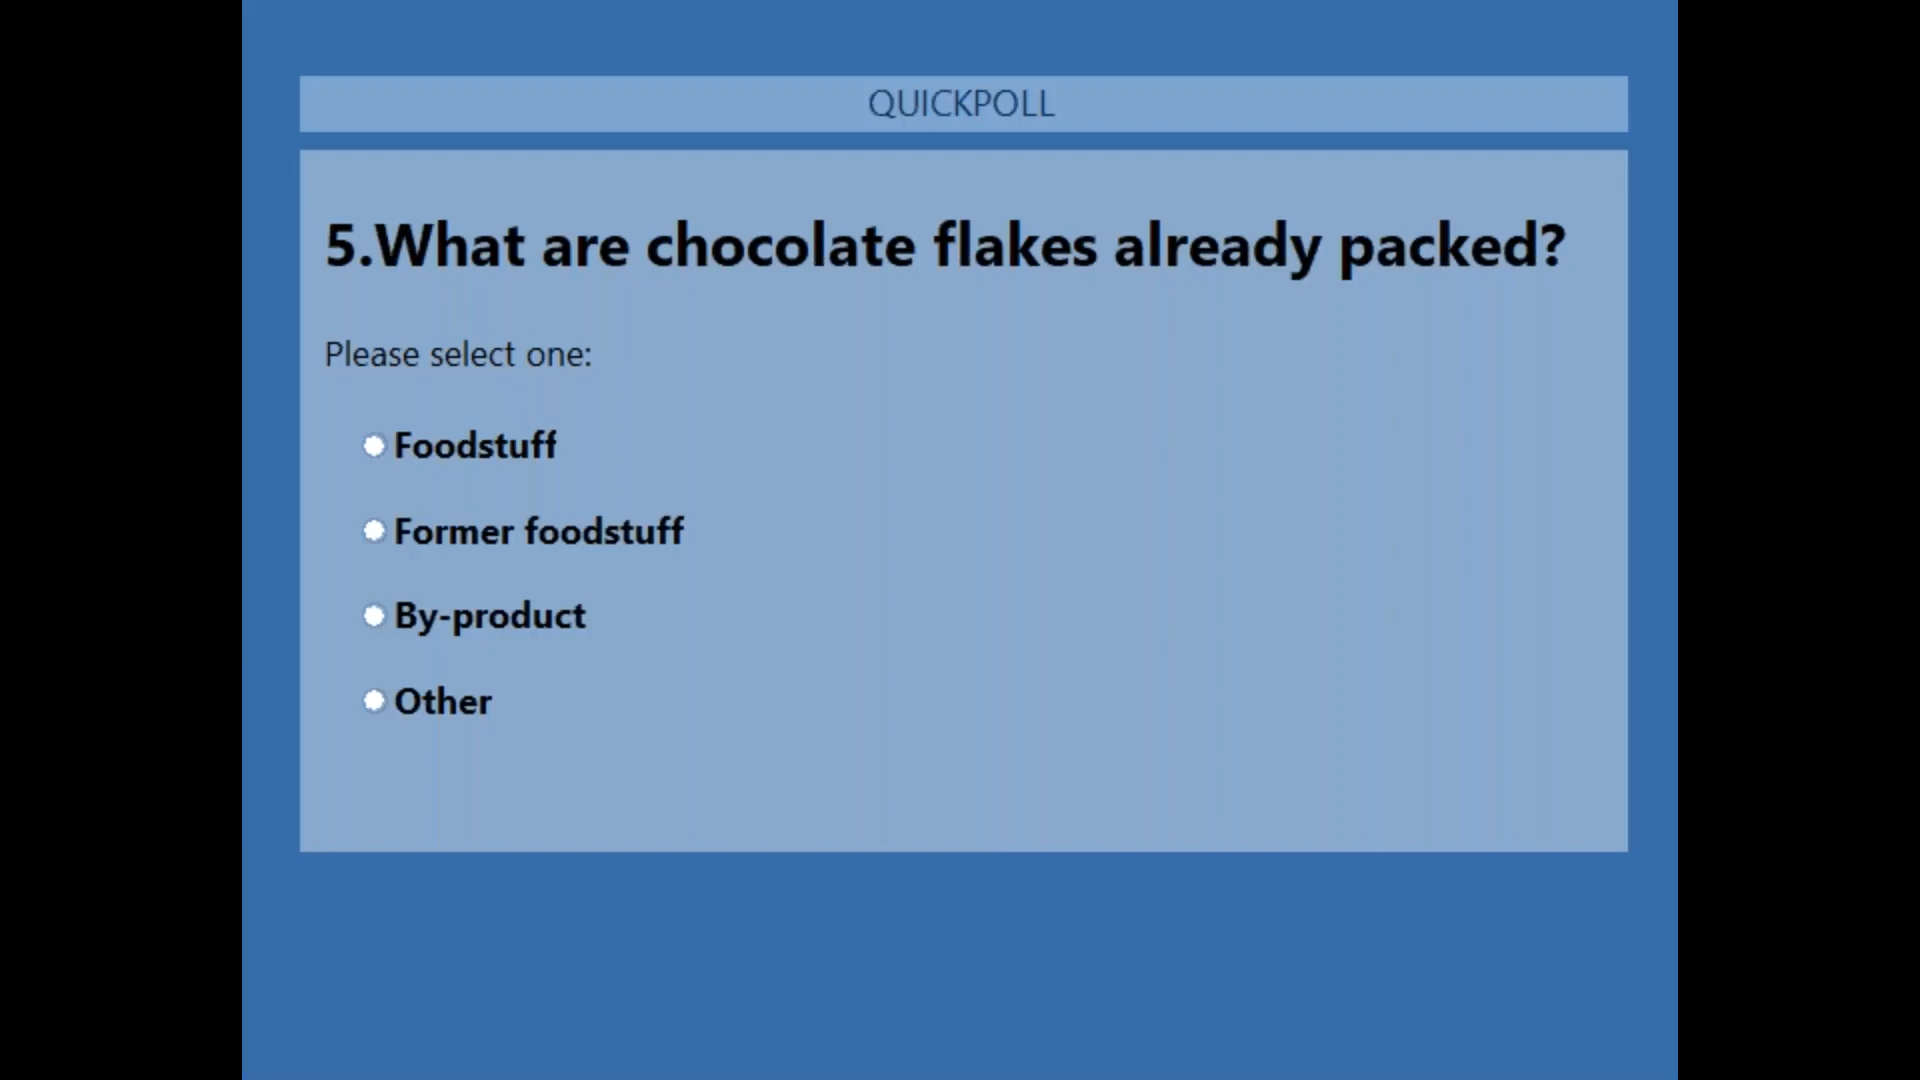 QUICKPOLL
5.What are chocolate flakes already packed?
Please select one:
Foodstuff
Former foodstuff
By-product
Other